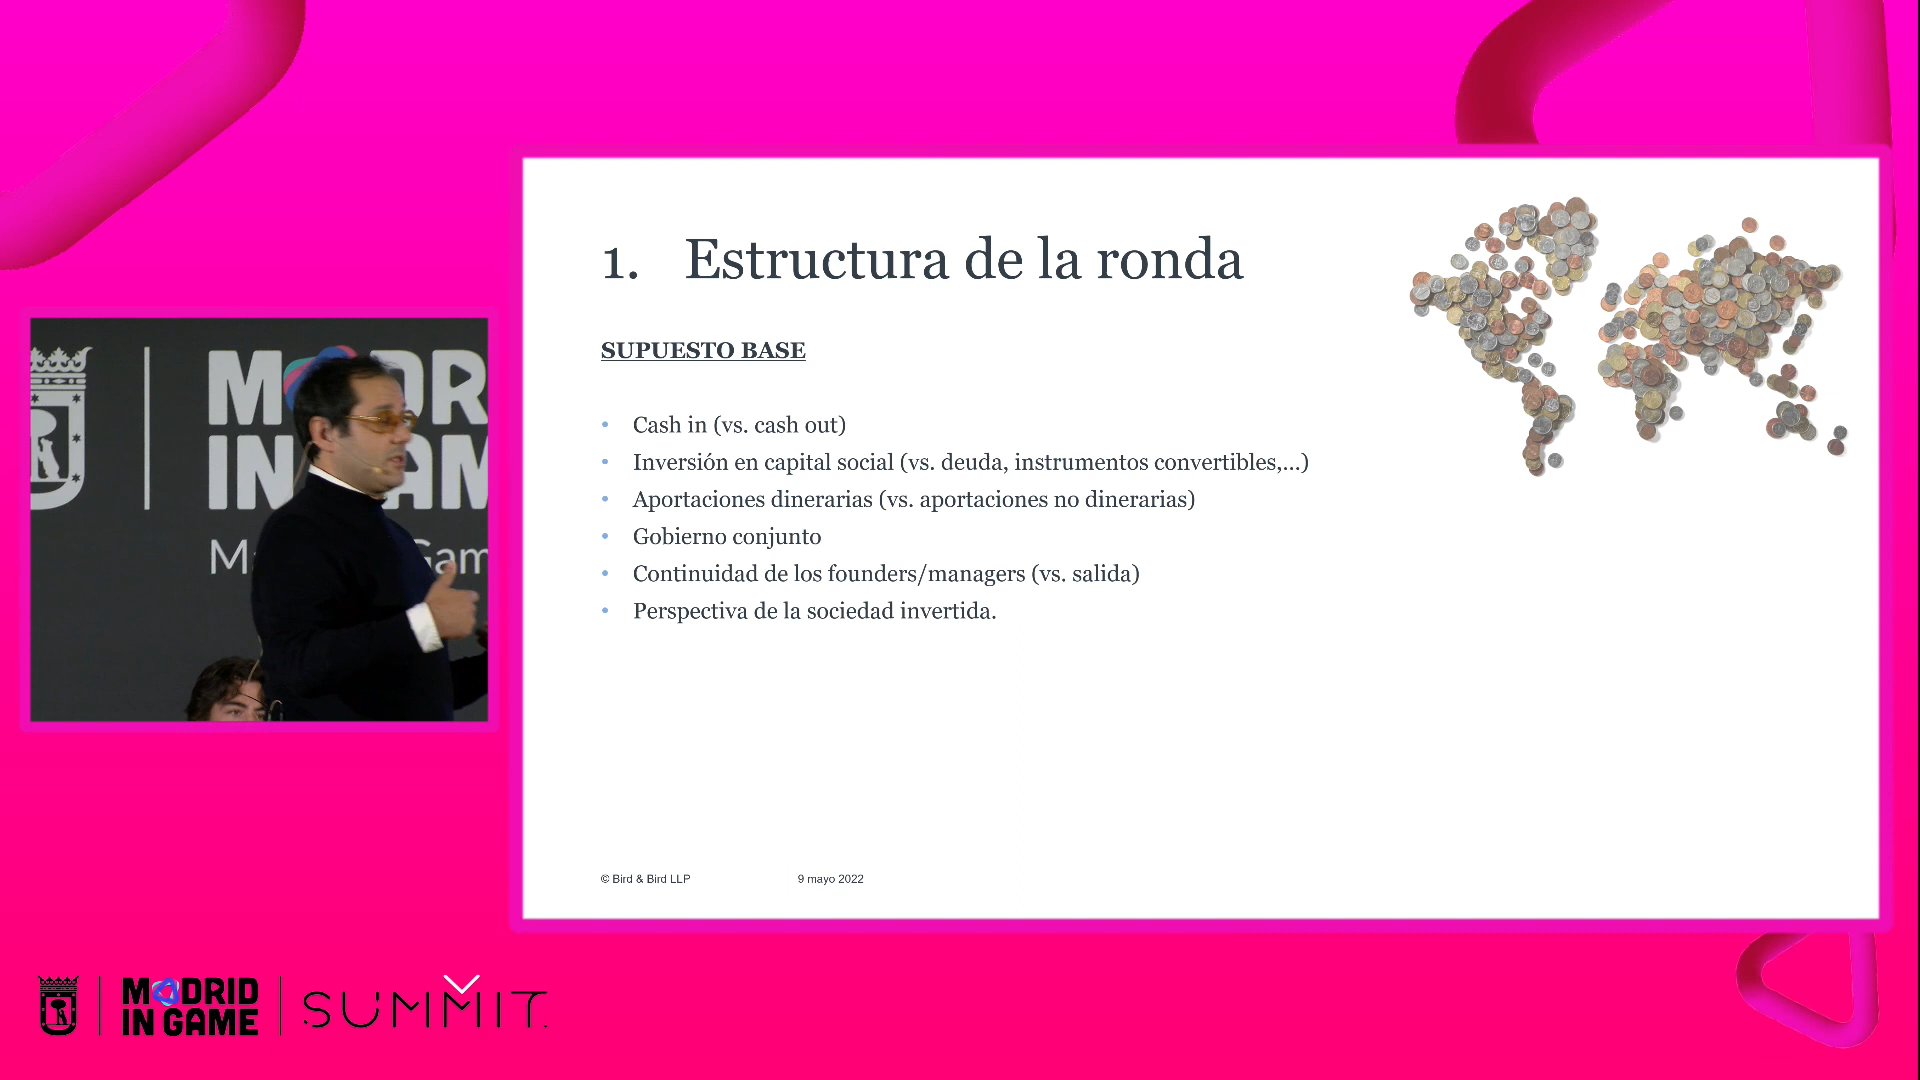 1. Estructura de la ronda
SUPUESTO BASE
• Cash in (vs. cash out)
• Inversión en capital social (vs. deuda, instrumentos convertibles,...)
• Aportaciones dinerarias (vs. aportaciones no dinerarias)
• Gobierno conjunto
• Continuidad de los founders/managers (vs. salida)
• Perspectiva de la sociedad invertida.
© Bird & Bird LLP 9 mayo 2022
MADRID
IN GAME
SUMMIT